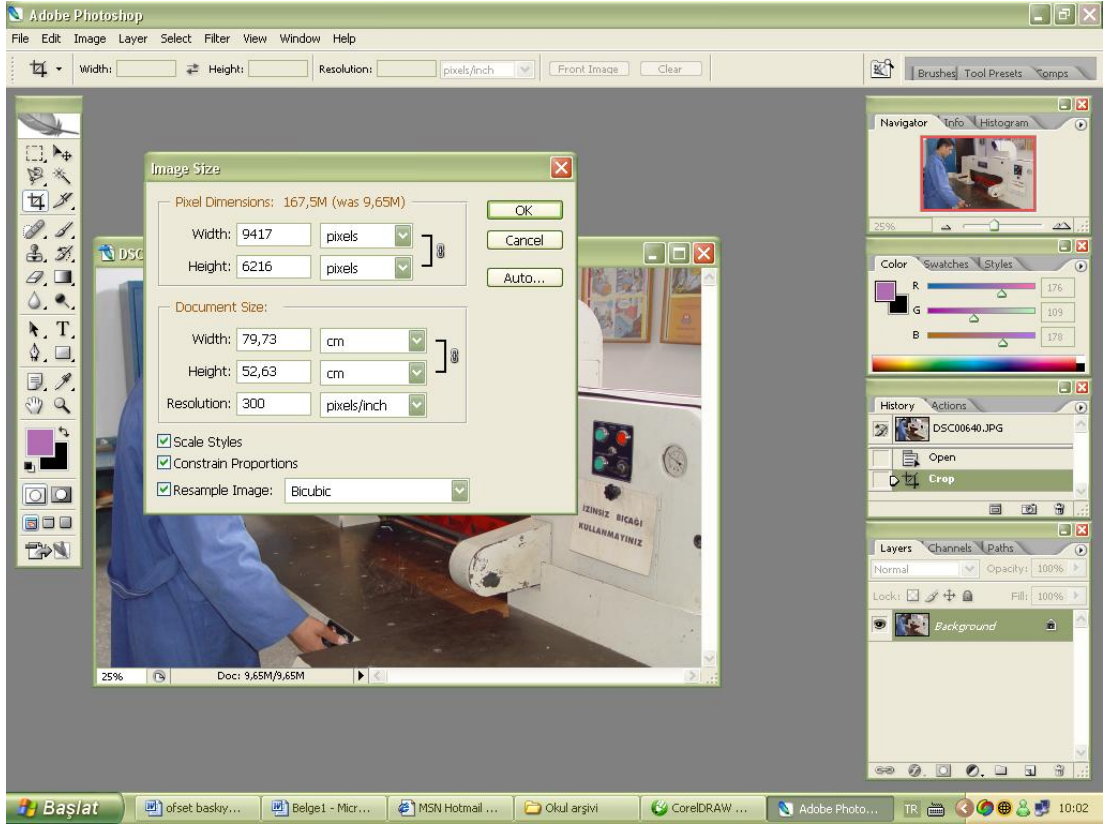 Adobe Photoshop
File Edit Image Layer Select Filter View Window Help
Width: Height: Resolution: pixels/inch Front Image Clear
Brushes Tool Presets Comps
Navigator Info Histogram
25%
Image Size
Pixel Dimensions: 167,5M (was 9,65M)
Width: 9417 pixels
Height: 6216 pixels
Document Size:
Width: 79,73 cm
Height: 52,63 cm
Resolution: 300 pixels/inch
Scale Styles
Constrain Proportions
Resample Image: Bicubic
OK
Cancel
Auto...
DSC
İZİNSİZ BIÇAĞI
KULLANMAYINIZ
25% Doc: 9,65M/9,65M
Color Swatches Styles
R 176
G 109
B 178
History Actions
DSC00640.JPG
Open
Crop
Layers Channels Paths
Normal Opacity: 100%
Lock: Fill: 100%
Background
Başlat ofset baskıy... Belge1 - Micr... MSN Hotmail ... Okul arşivi CorelDRAW ... Adobe Photo... TR 10:02